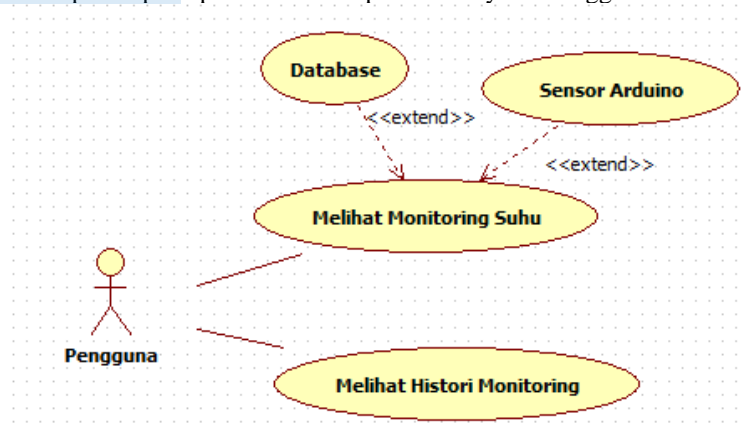 Database
Sensor Arduino
<<extend>>
<<extend>>
Melihat Monitoring Suhu
Pengguna
Melihat Histori Monitoring